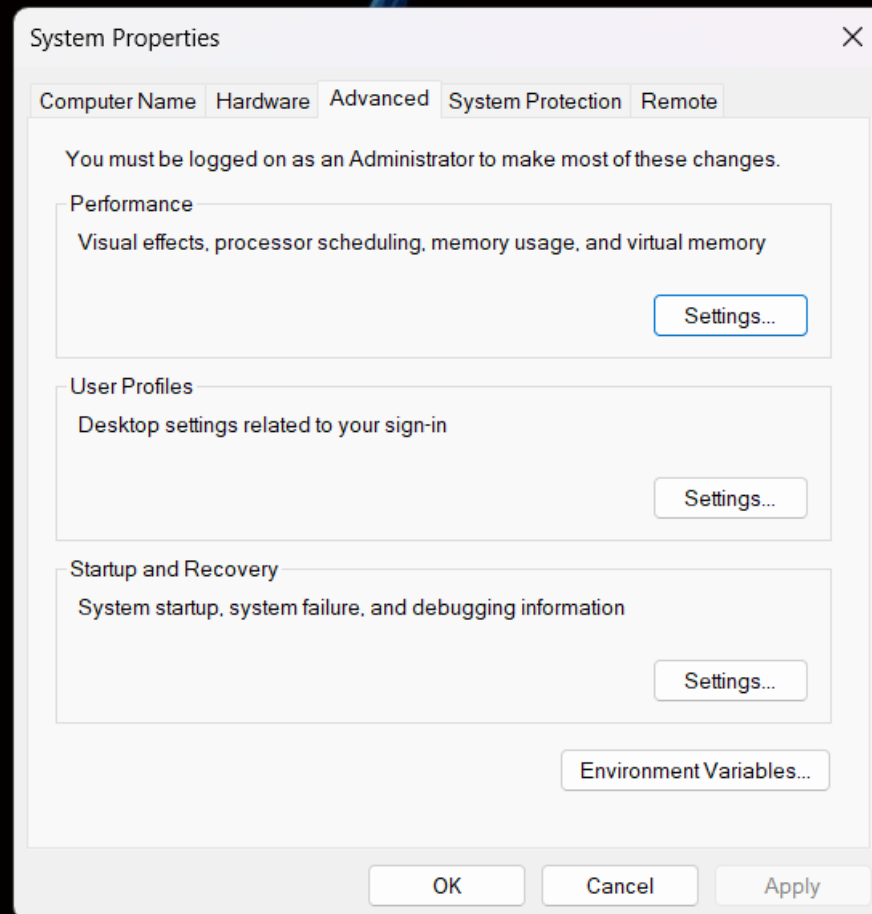 System Properties
Computer Name Hardware Advanced System Protection Remote
You must be logged on as an Administrator to make most of these changes.
Performance
Visual effects, processor scheduling, memory usage, and virtual memory
Settings...
User Profiles
Desktop settings related to your sign-in
Settings...
Startup and Recovery
System startup, system failure, and debugging information
Settings...
Environment Variables...
OK Cancel Apply